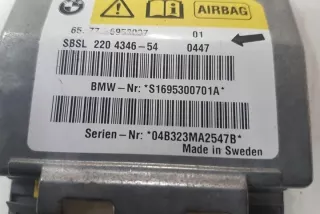 AIRBAG
01
SBSL 220 4346-54 0447
BMW-Nr: *S1695300701A*
Serien-Nr: *04B323MA2547B*
Made in Sweden